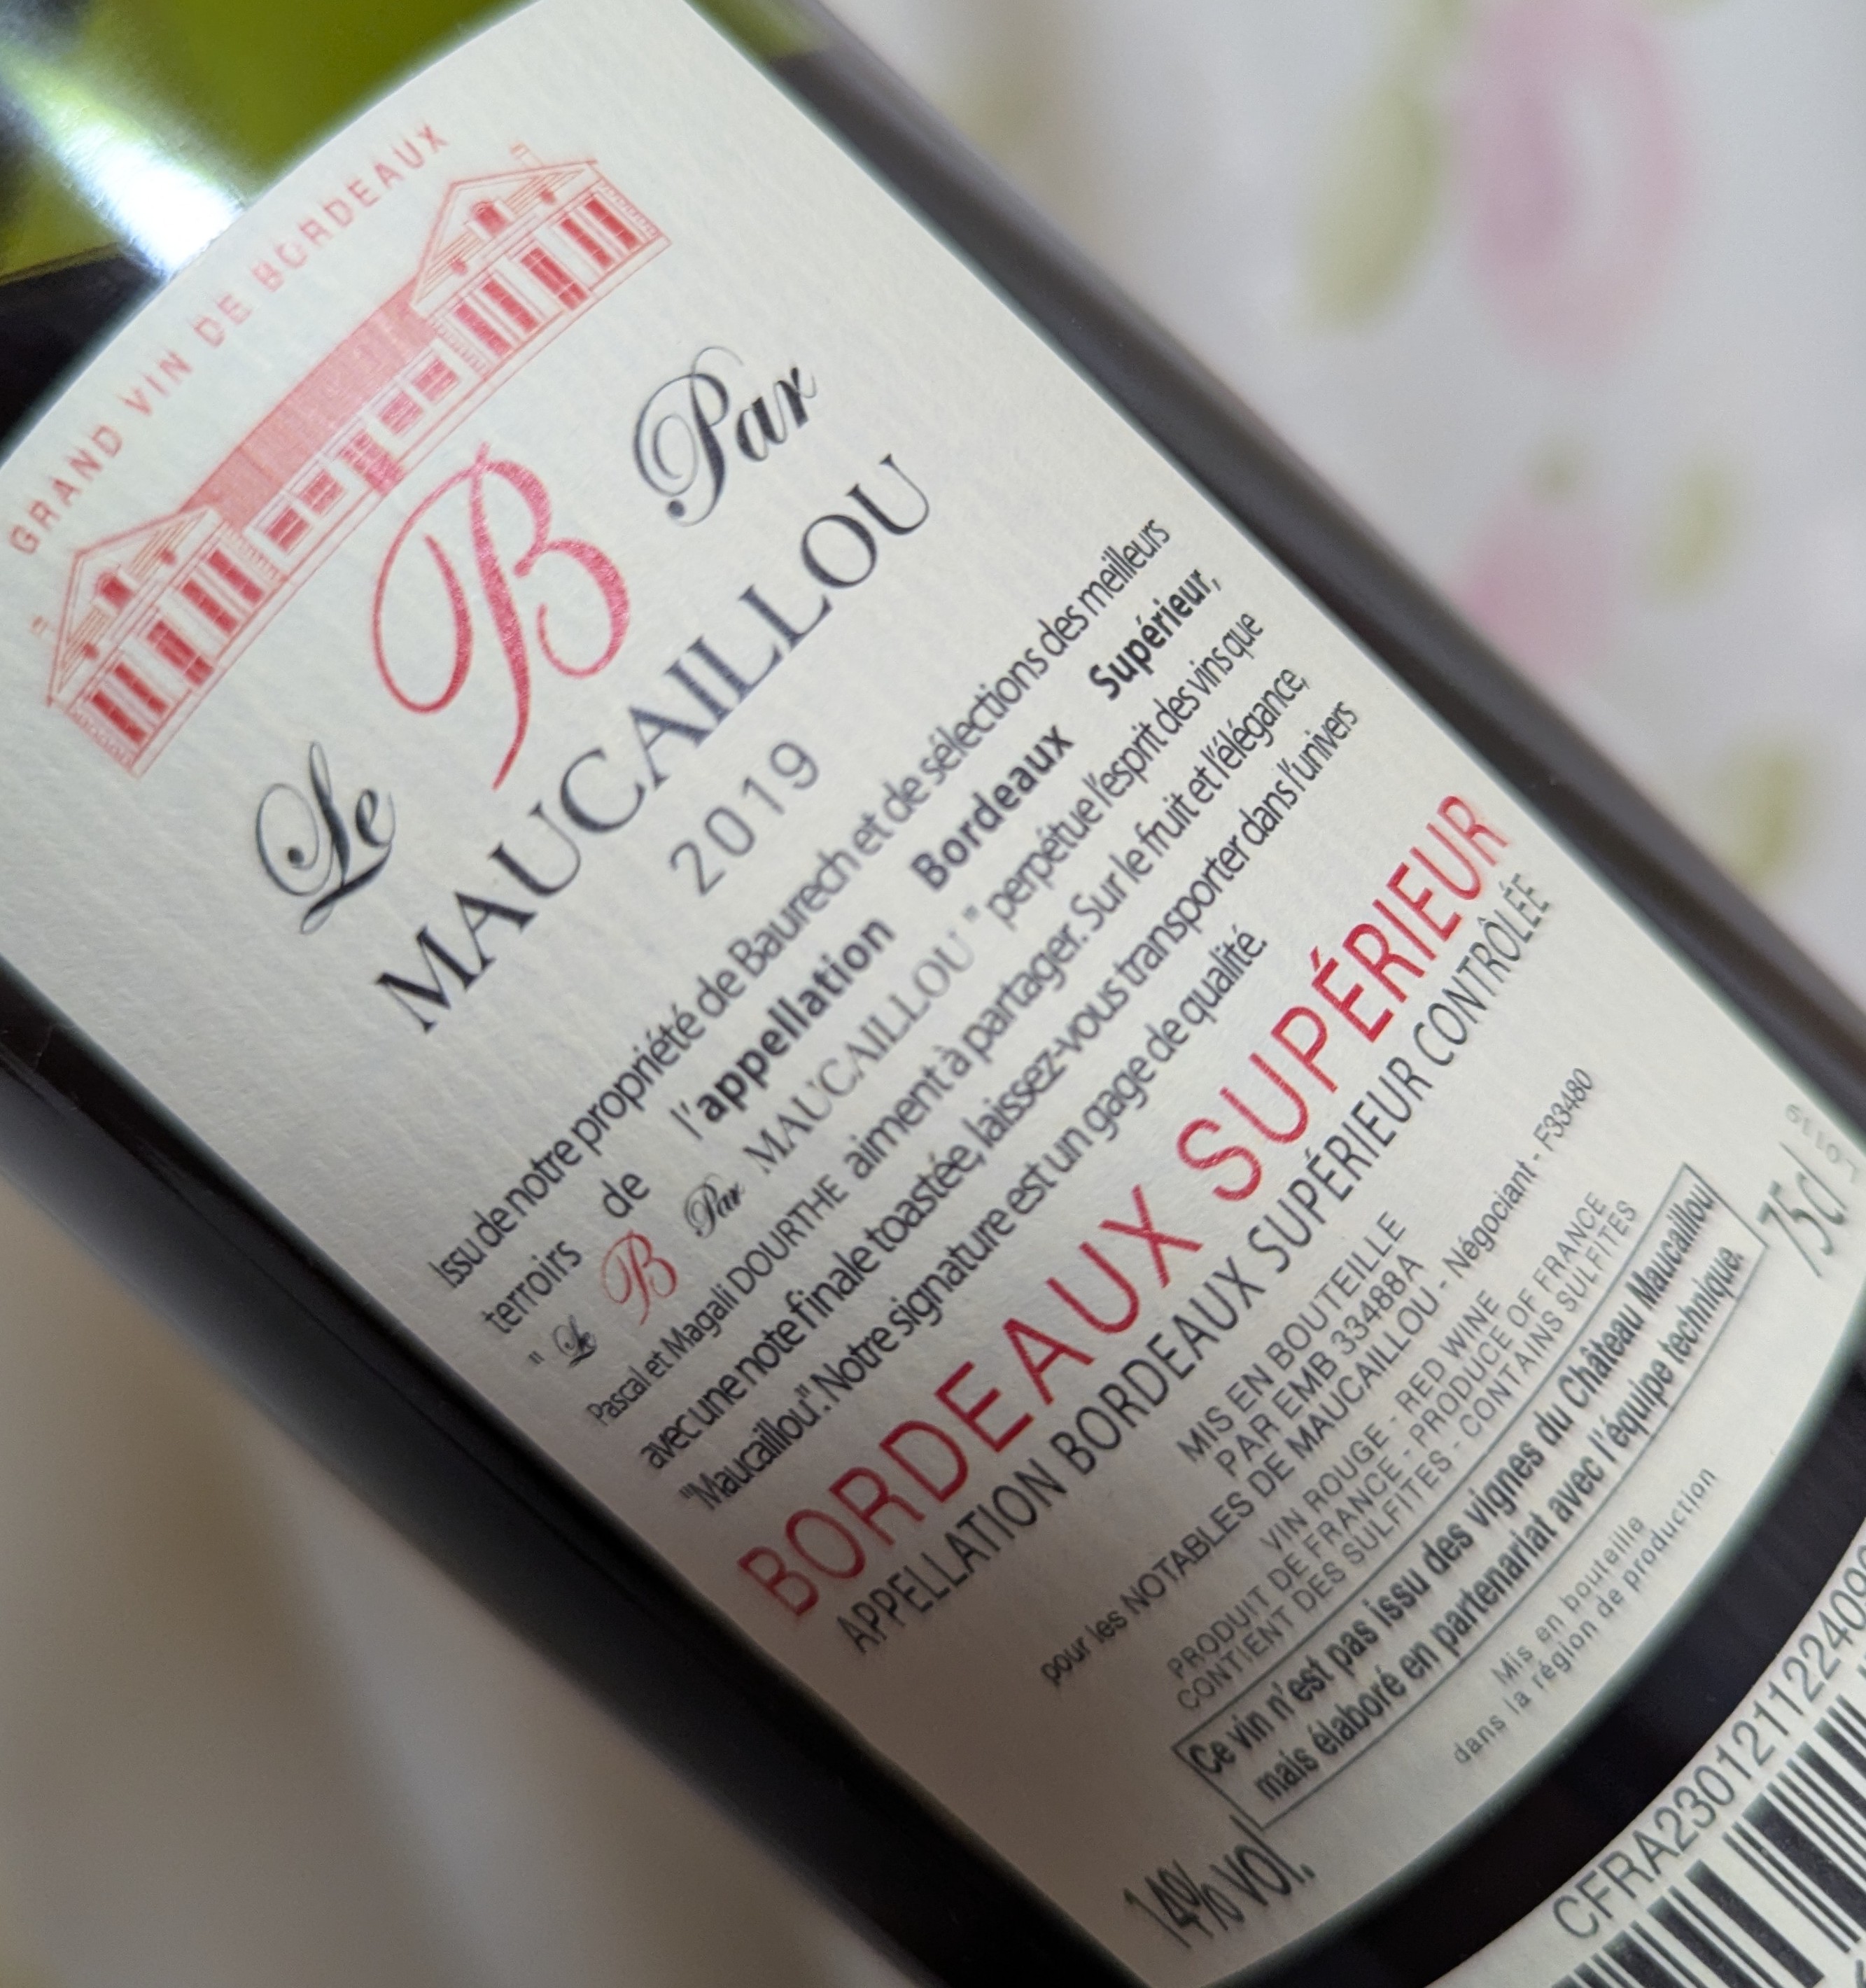 GRAND VIN DE BORDEAUX
Le B Par
MAUCAILLOU
2019
Issu de notre propriété de Baurech et de sélections des meilleurs
terroirs de l'appellation Bordeaux Supérieur,
" Le B Par MAUCAILLOU " perpétue l'esprit des vins que
Pascal et Magali DOURTHE aiment à partager. Sur le fruit et l'élégance,
avec une note finale toastée, laissez-vous transporter dans l'univers
"Maucaillou". Notre signature est un gage de qualité.
BORDEAUX SUPÉRIEUR
APPELLATION BORDEAUX SUPÉRIEUR CONTRÔLÉE
MIS EN BOUTEILLE
PAR EMB 33488A
pour les NOTABLES DE MAUCAILLOU - Négociant - F33480
VIN ROUGE - RED WINE
PRODUIT DE FRANCE - PRODUCE OF FRANCE
CONTIENT DES SULFITES - CONTAINS SULFITES
Ce vin n'est pas issu des vignes du Château Maucaillou
mais élaboré en partenariat avec l'équipe technique.
14% vol.
75cl
Mis en bouteille
dans la région de production